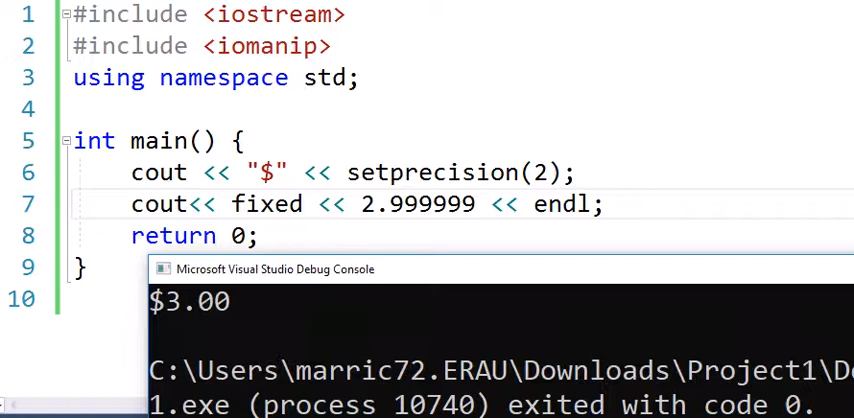 1 #include <iostream>
2 #include <iomanip>
3 using namespace std;
4
5 int main() {
6 cout << "$" << setprecision(2);
7 cout<< fixed << 2.999999 << endl;
8 return 0;
9 }
10
Microsoft Visual Studio Debug Console
$3.00
C:\Users\marric72.ERAU\Downloads\Project1\D
1.exe (process 10740) exited with code 0.